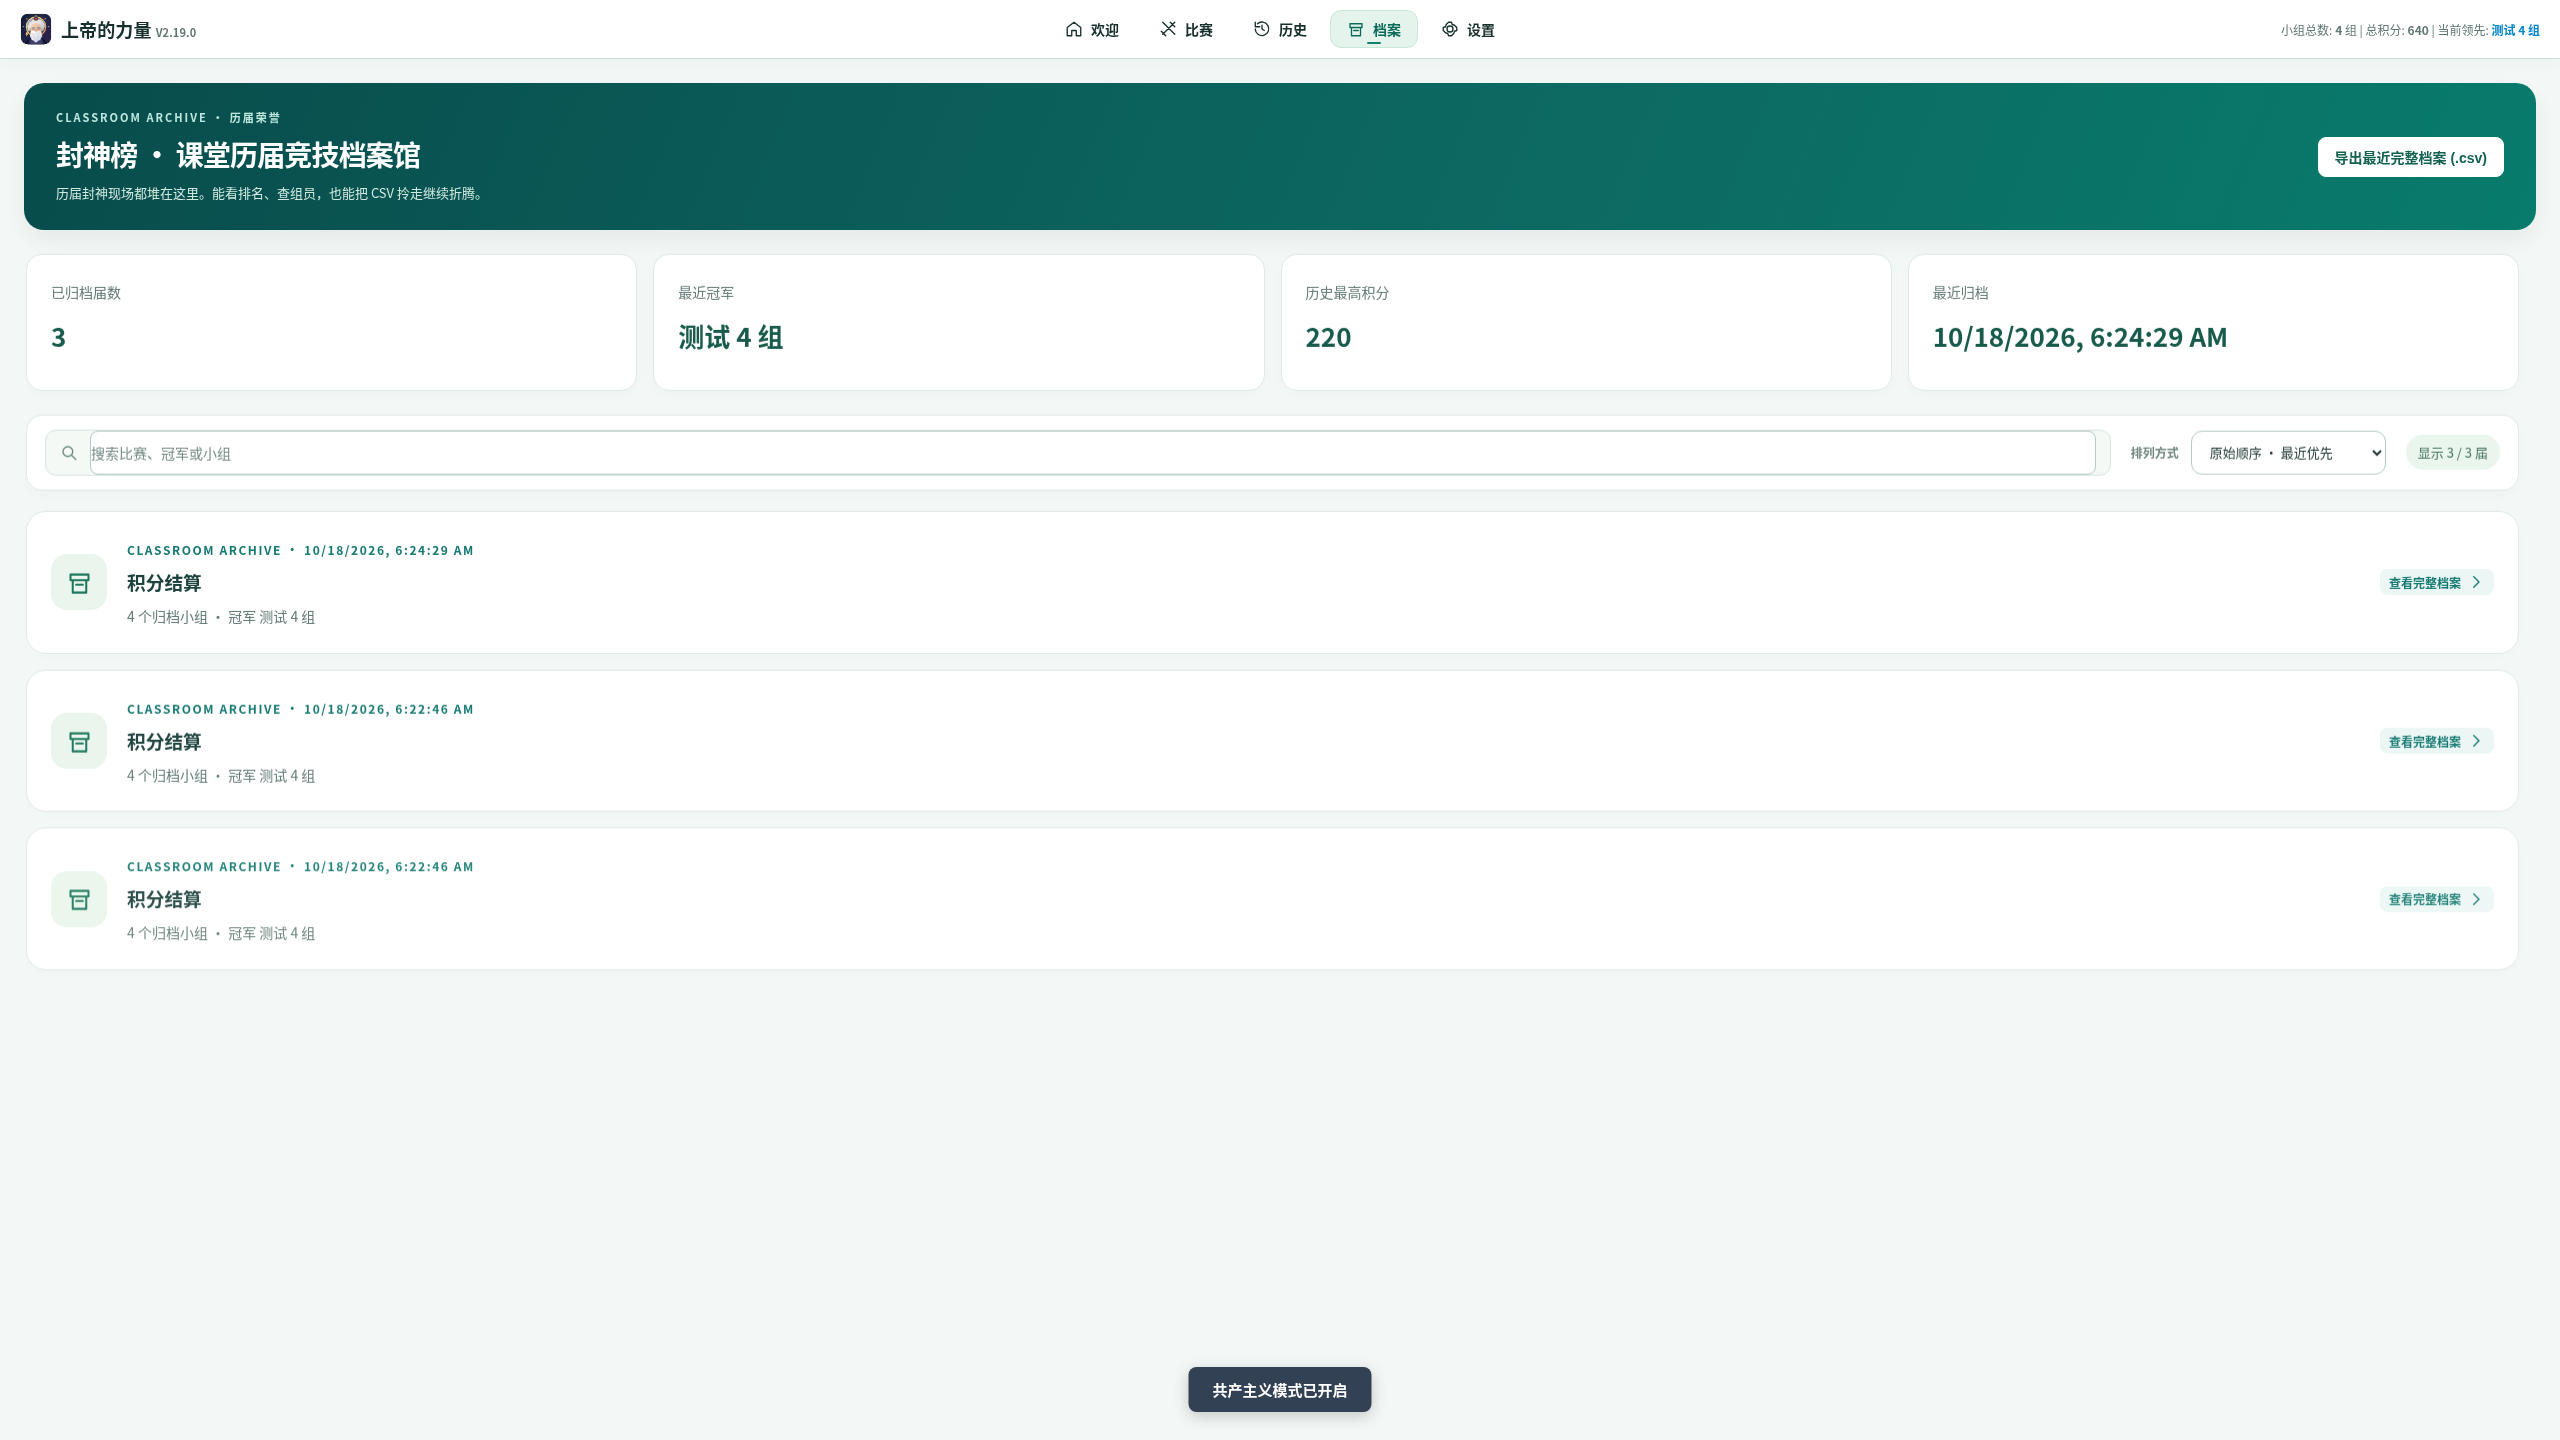 上帝的力量 V2.19.0
欢迎
比赛
历史
档案
设置
小组总数: 4 组 | 总积分: 640 | 当前领先: 测试 4 组
CLASSROOM ARCHIVE · 历届荣誉
封神榜 · 课堂历届竞技档案馆
历届封神现场都堆在这里。能看排名、查组员，也能把 CSV 拎走继续折腾。
导出最近完整档案 (.csv)
已归档届数
3
最近冠军
测试 4 组
历史最高积分
220
最近归档
10/18/2026, 6:24:29 AM
搜索比赛、冠军或小组
排列方式
原始顺序 · 最近优先
显示 3 / 3 届
CLASSROOM ARCHIVE · 10/18/2026, 6:24:29 AM
积分结算
4 个归档小组 · 冠军 测试 4 组
查看完整档案
CLASSROOM ARCHIVE · 10/18/2026, 6:22:46 AM
积分结算
4 个归档小组 · 冠军 测试 4 组
查看完整档案
CLASSROOM ARCHIVE · 10/18/2026, 6:22:46 AM
积分结算
4 个归档小组 · 冠军 测试 4 组
查看完整档案
共产主义模式已开启